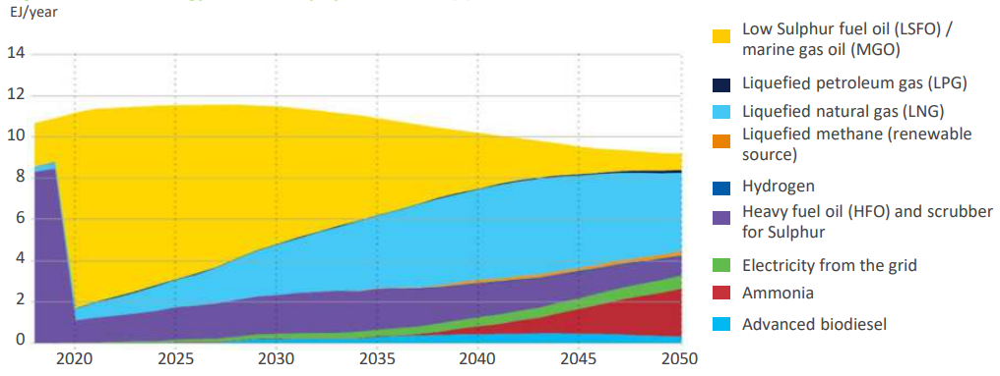 EJ/year
14
12
10
8
6
4
2
0
2020 2025 2030 2035 2040 2045 2050
Low Sulphur fuel oil (LSFO) /
marine gas oil (MGO)
Liquefied petroleum gas (LPG)
Liquefied natural gas (LNG)
Liquefied methane (renewable
source)
Hydrogen
Heavy fuel oil (HFO) and scrubber
for Sulphur
Electricity from the grid
Ammonia
Advanced biodiesel